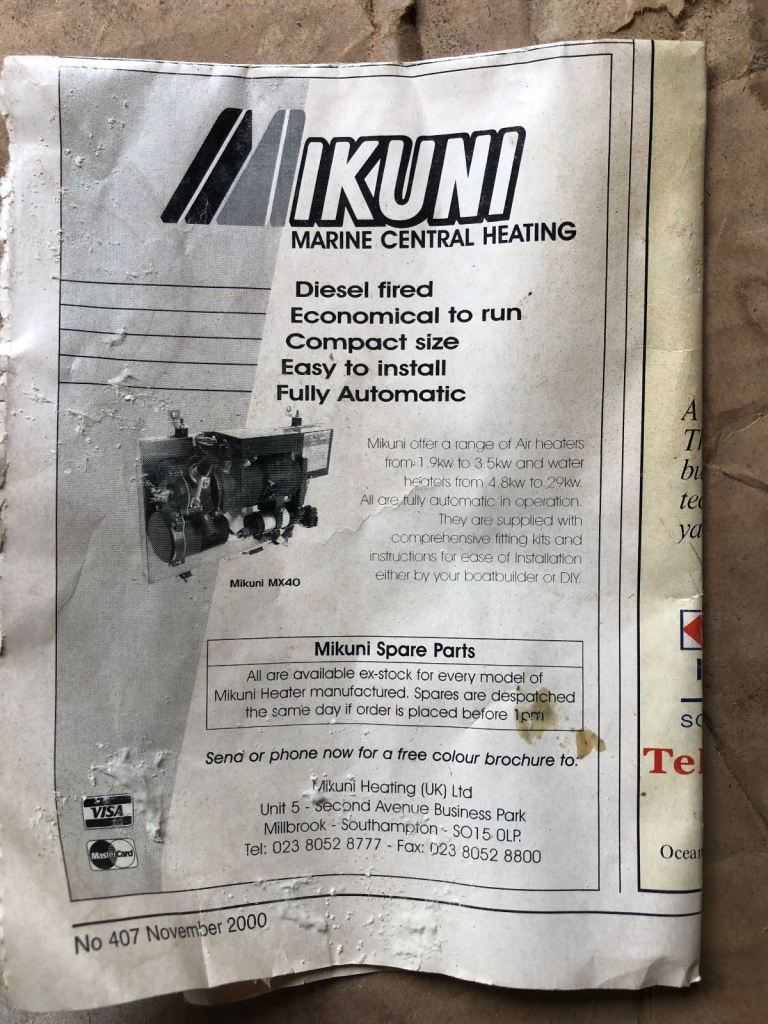 MIKUNI
MARINE CENTRAL HEATING
Diesel fired
Economical to run
Compact size
Easy to install
Fully Automatic
Mikuni offer a range of Air heaters
from 1.9kw to 3.5kw and water
heaters from 4.8kw to 29kw.
All are fully automatic in operation.
They are supplied with
comprehensive fitting kits and
instructions for ease of installation
either by your boatbuilder or DIY.
Mikuni MX40
Mikuni Spare Parts
All are available ex-stock for every model of
Mikuni Heater manufactured. Spares are despatched
the same day if order is placed before 1pm
Send or phone now for a free colour brochure to:
Mikuni Heating (UK) Ltd
Unit 5 - Second Avenue Business Park
Millbrook - Southampton - SO15 0LP.
Tel: 023 8052 8777 - Fax: 023 8052 8800
VISA
MasterCard
No 407 November 2000
A
Tel
Ocean